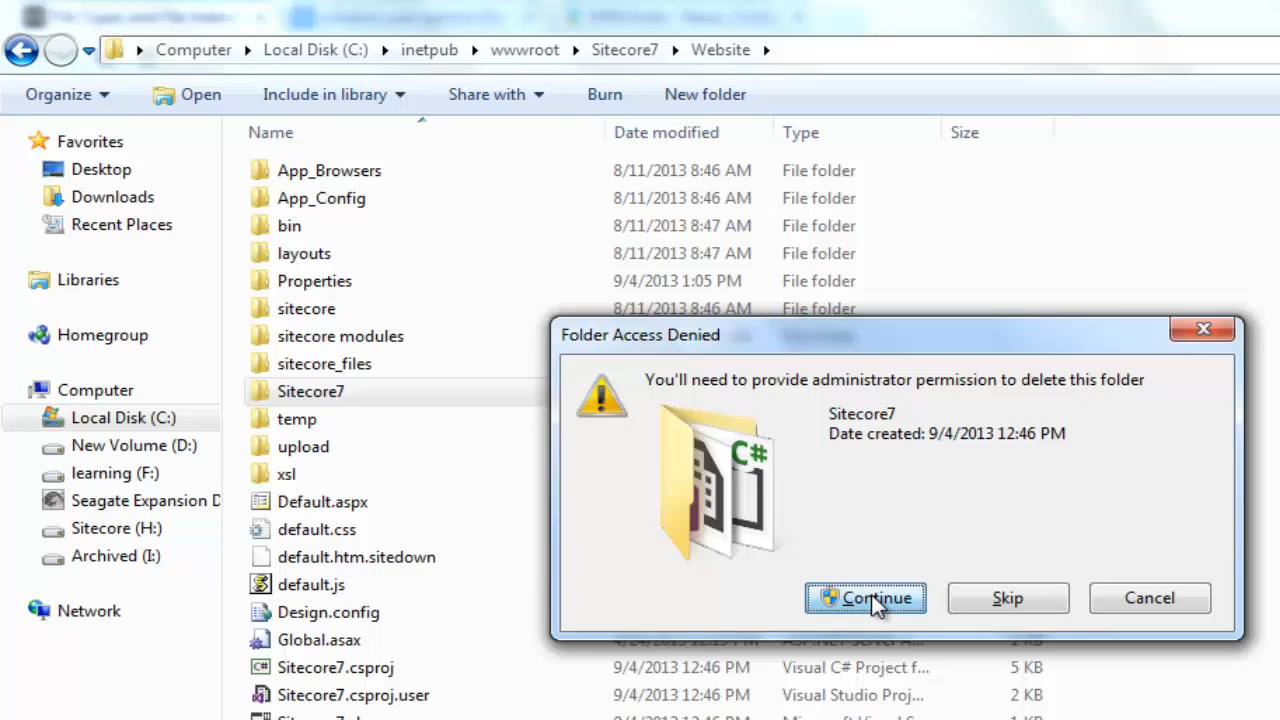 Computer Local Disk (C:) inetpub wwwroot Sitecore7 Website
Organize Open Include in library Share with Burn New folder
Name Date modified Type Size
Favorites
Desktop
Downloads
Recent Places
Libraries
Homegroup
Computer
Local Disk (C:)
New Volume (D:)
learning (F:)
Seagate Expansion D
Sitecore (H:)
Archived (I:)
Network
App_Browsers 8/11/2013 8:46 AM File folder
App_Config 8/11/2013 8:46 AM File folder
bin 8/11/2013 8:47 AM File folder
layouts 8/11/2013 8:47 AM File folder
Properties 9/4/2013 1:05 PM File folder
sitecore 8/11/2013 8:46 AM File folder
sitecore modules
sitecore_files
Sitecore7
temp
upload
xsl
Default.aspx
default.css
default.htm.sitedown
default.js
Design.config
Global.asax
Sitecore7.csproj 9/4/2013 12:46 PM Visual C# Project f... 5 KB
Sitecore7.csproj.user 9/4/2013 12:46 PM Visual Studio Proj... 2 KB
Folder Access Denied
You'll need to provide administrator permission to delete this folder
C#
Sitecore7
Date created: 9/4/2013 12:46 PM
Continue Skip Cancel